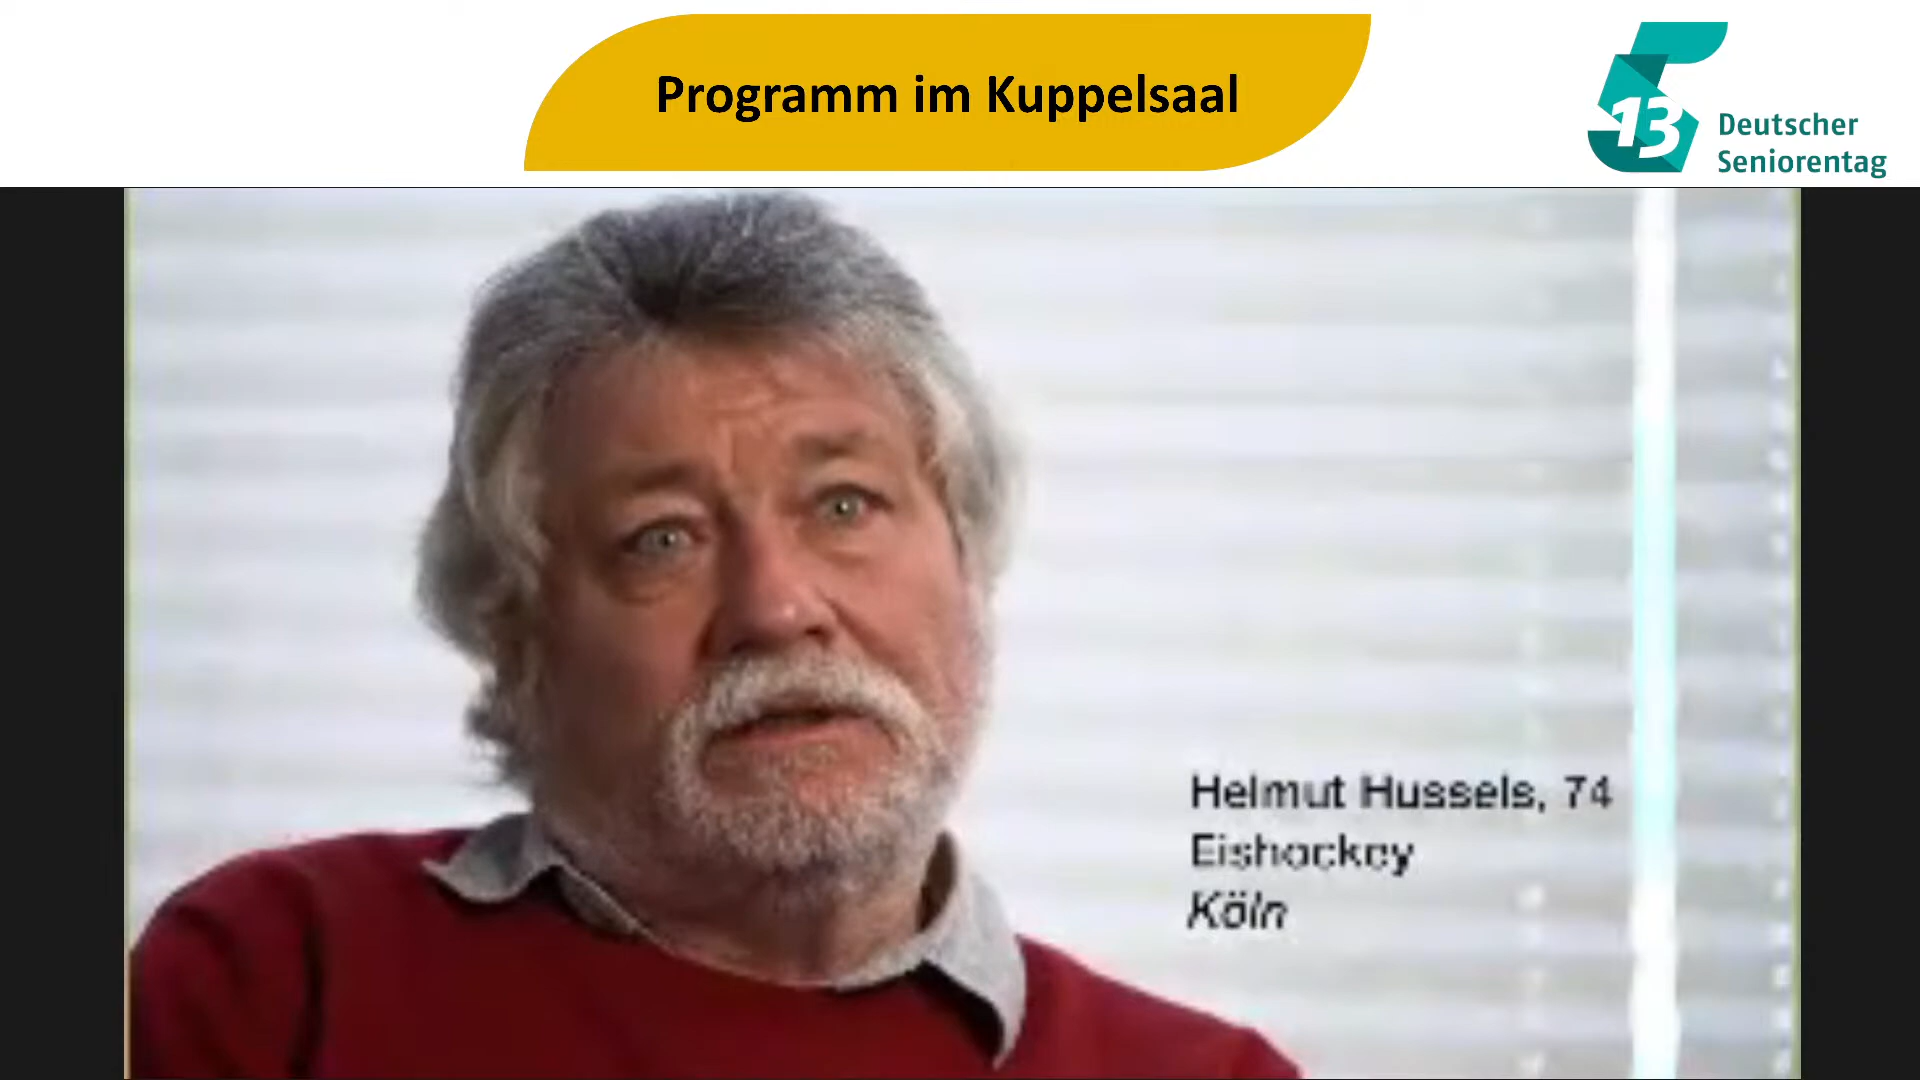 Programm im Kuppelsaal
13
Deutscher
Seniorentag
Helmut Hussels, 74
Eishockey
Köln